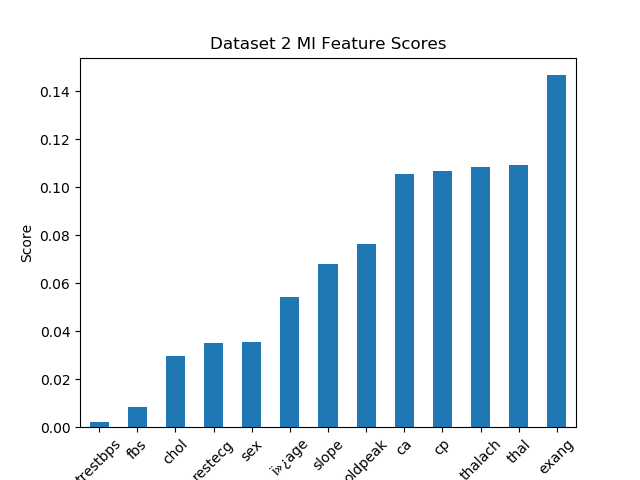 Dataset 2 MI Feature Scores
0.14
0.12
0.10
0.08
0.06
0.04
0.02
0.00
Score
trestbps
fbs
chol
restecg
sex
ï»¿age
slope
oldpeak
ca
cp
thalach
thal
exang